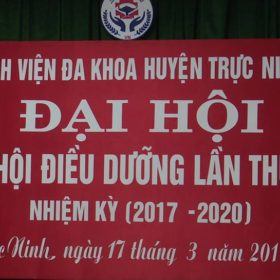 H VIỆN ĐA KHOA HUYỆN TRỰC NI
ĐẠI HỘI
HỘI ĐIỀU DƯỠNG LẦN TH
NHIỆM KỲ (2017 -2020)
c Ninh, ngày 17 tháng 3 năm 201